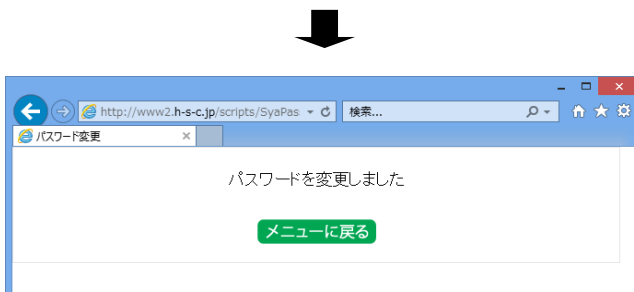 http://www2.h-s-c.jp/scripts/SyaPas
検索...
パスワード変更
パスワードを変更しました
メニューに戻る